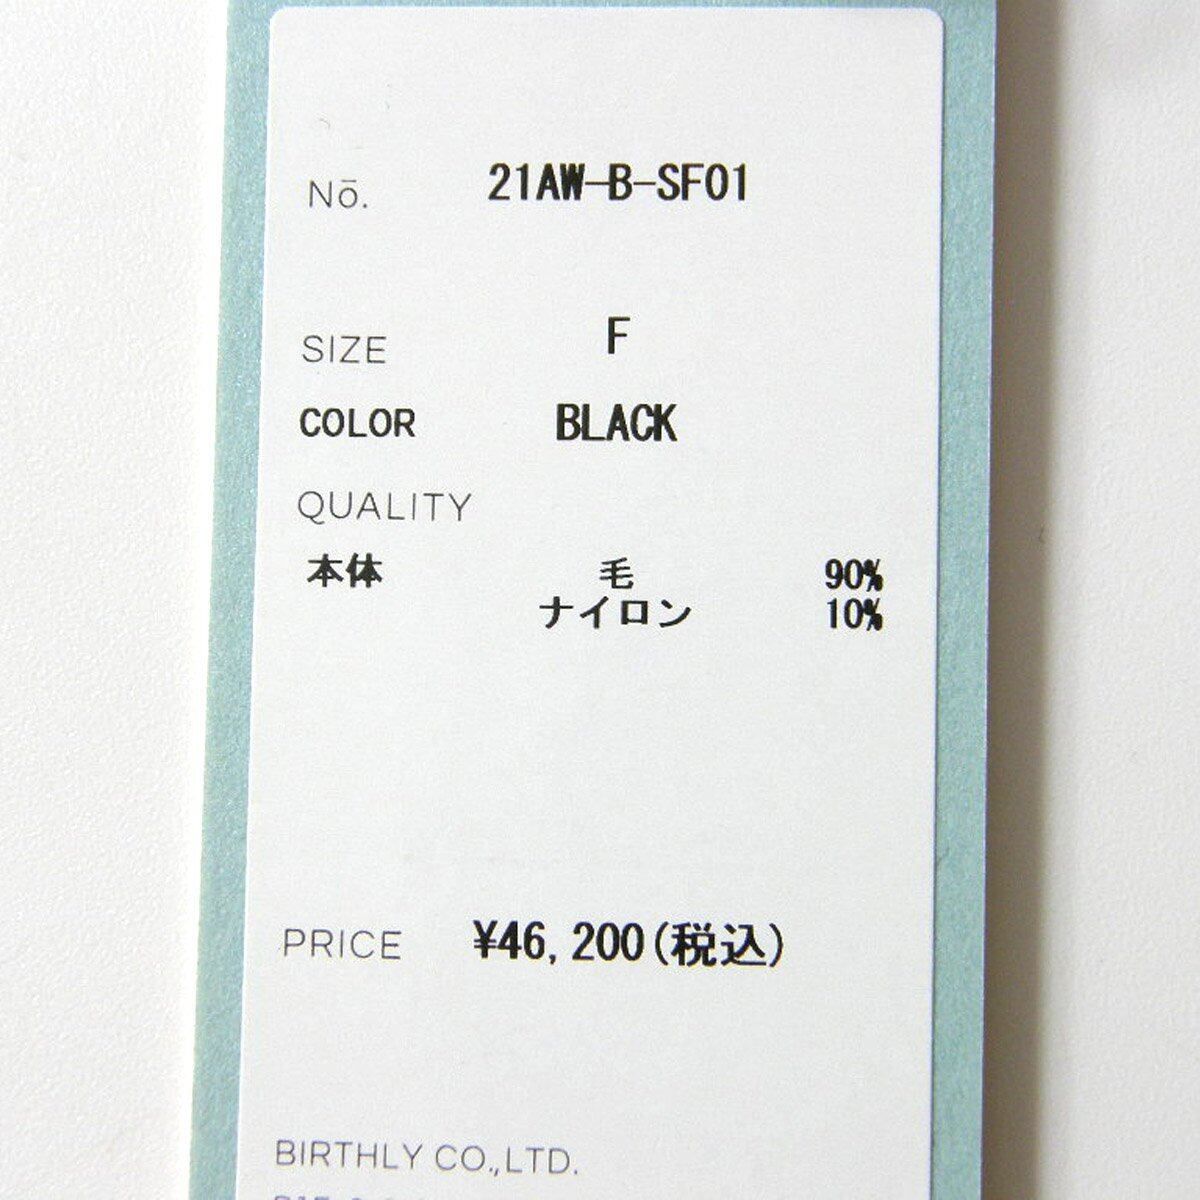 Nō. 21AW-B-SF01
SIZE F
COLOR BLACK
QUALITY
本体 毛 90%
ナイロン 10%
PRICE ¥46,200(税込)
BIRTHLY CO.,LTD.